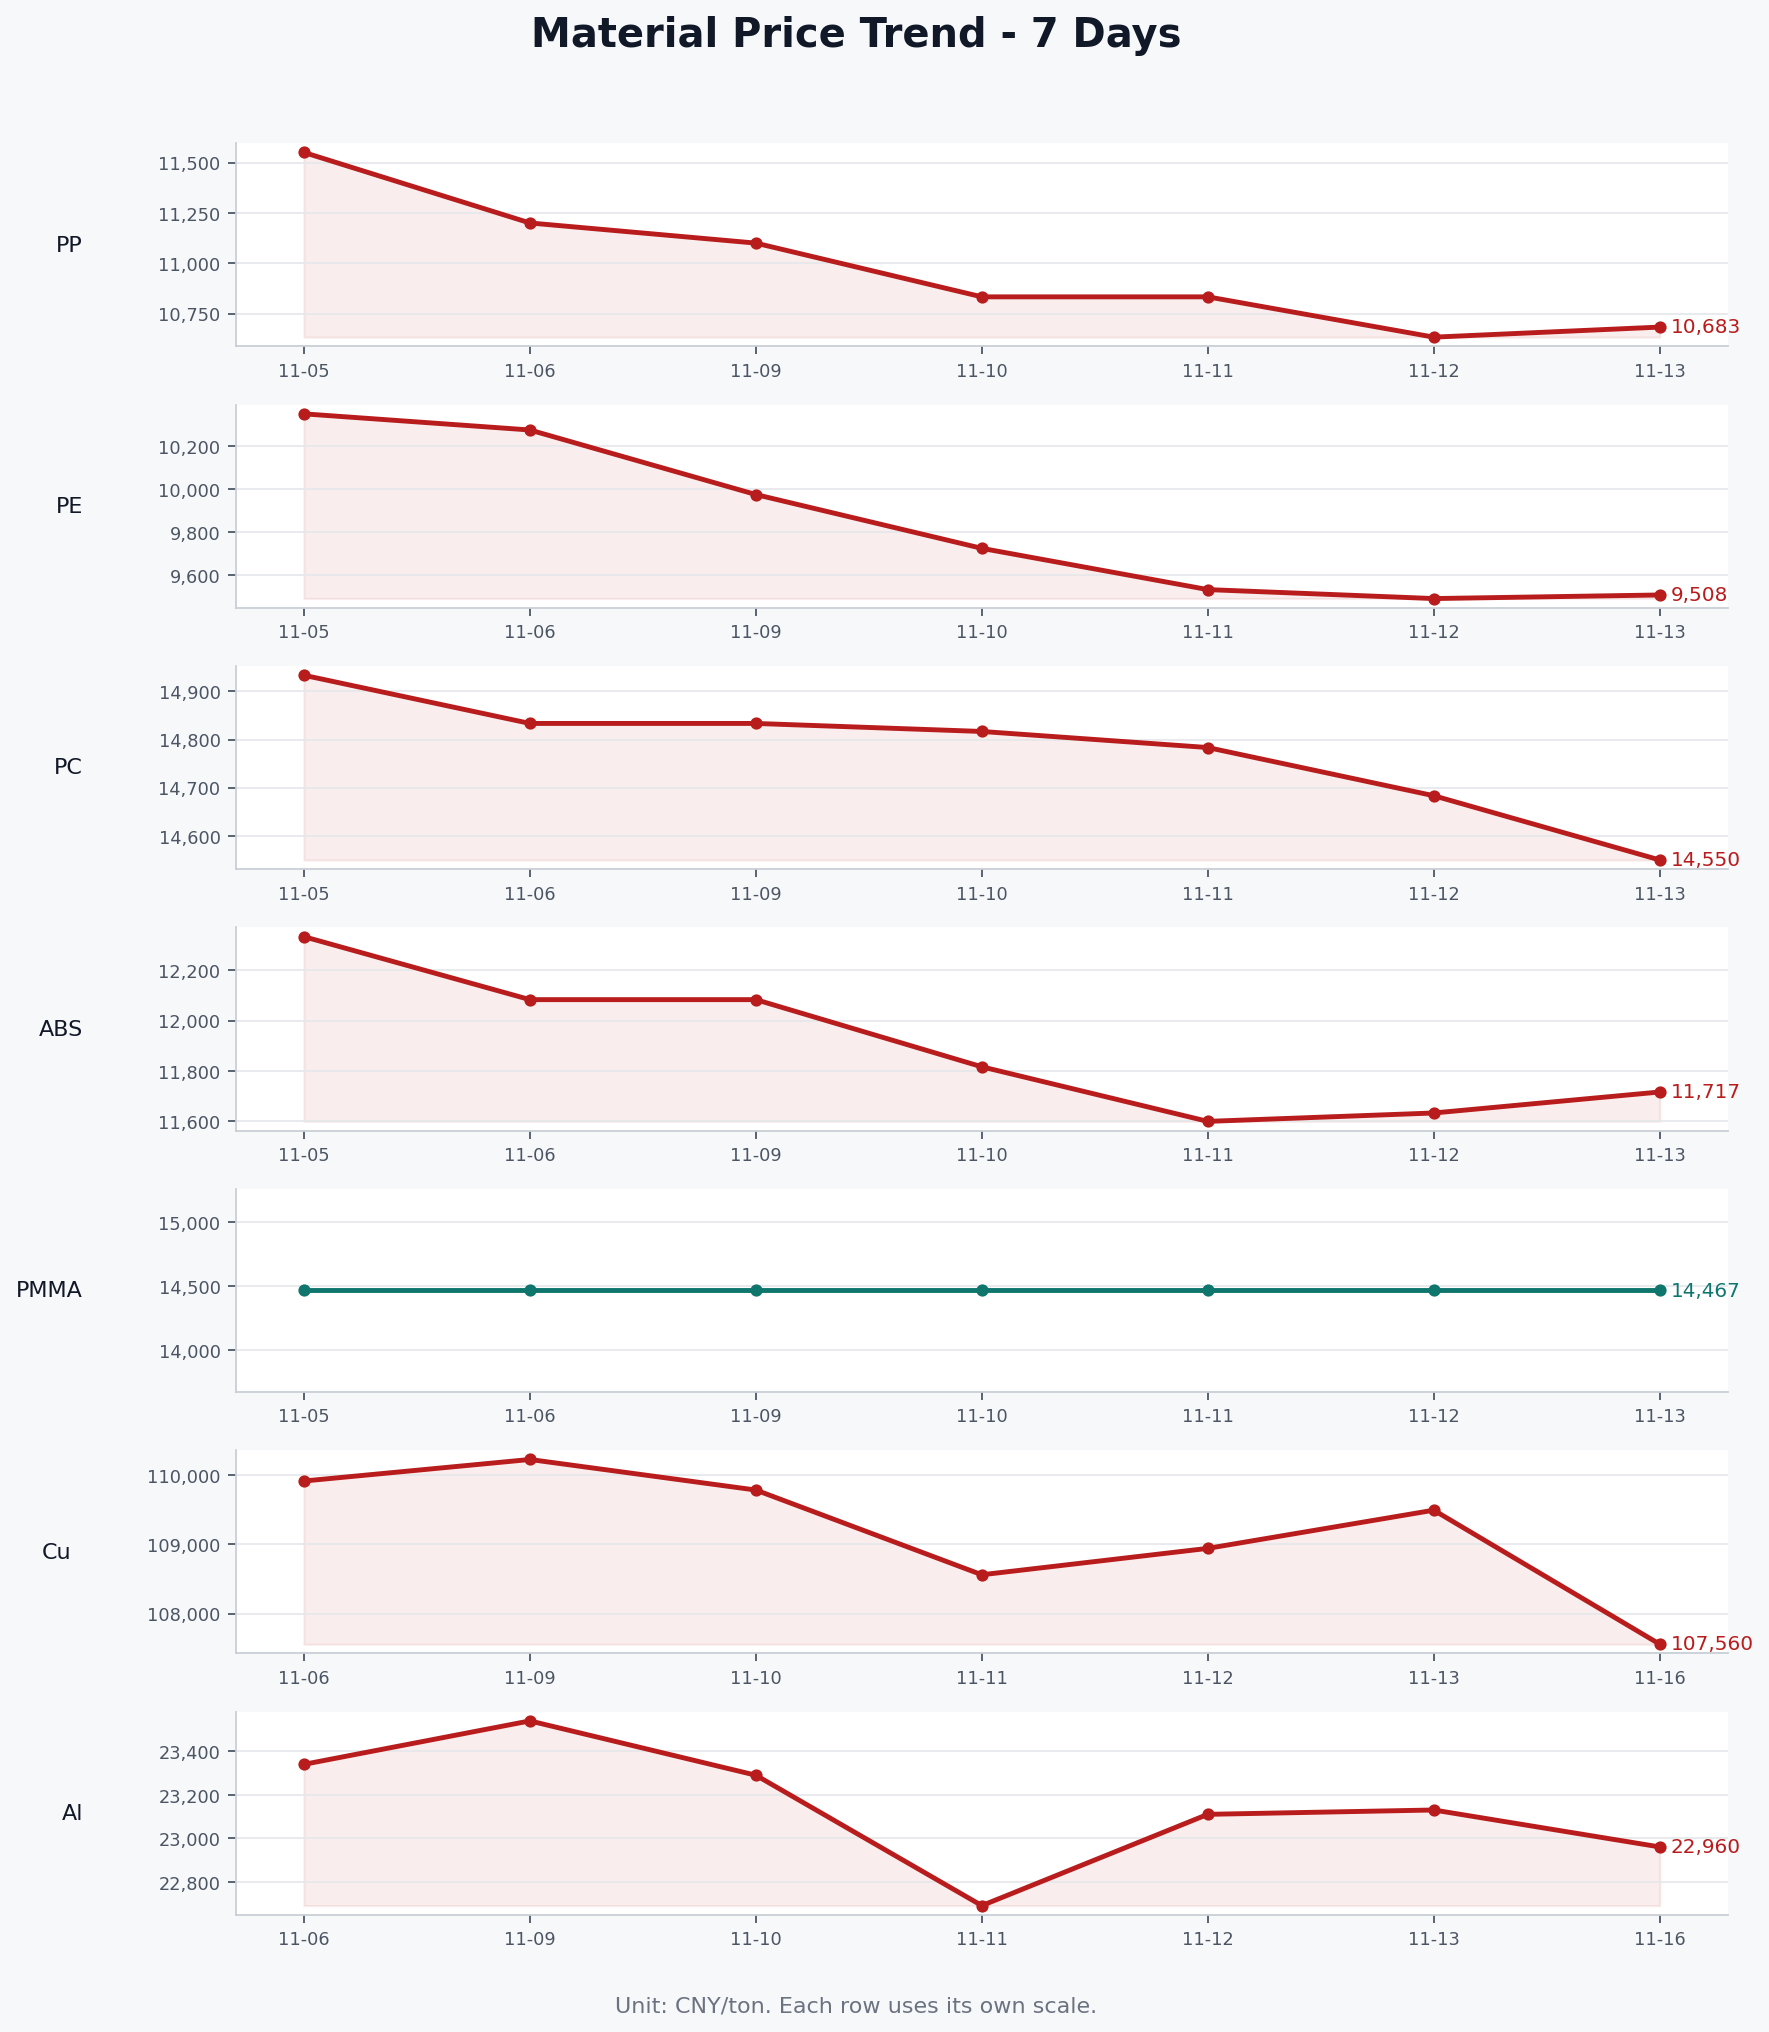 Material Price Trend - 7 Days
PP
11,500
11,250
11,000
10,750
10,683
11-05 11-06 11-09 11-10 11-11 11-12 11-13
PE
10,200
10,000
9,800
9,600
9,508
11-05 11-06 11-09 11-10 11-11 11-12 11-13
PC
14,900
14,800
14,700
14,600
14,550
11-05 11-06 11-09 11-10 11-11 11-12 11-13
ABS
12,200
12,000
11,800
11,600
11,717
11-05 11-06 11-09 11-10 11-11 11-12 11-13
PMMA
15,000
14,500
14,000
14,467
11-05 11-06 11-09 11-10 11-11 11-12 11-13
Cu
110,000
109,000
108,000
107,560
11-06 11-09 11-10 11-11 11-12 11-13 11-16
Al
23,400
23,200
23,000
22,800
22,960
11-06 11-09 11-10 11-11 11-12 11-13 11-16
Unit: CNY/ton. Each row uses its own scale.